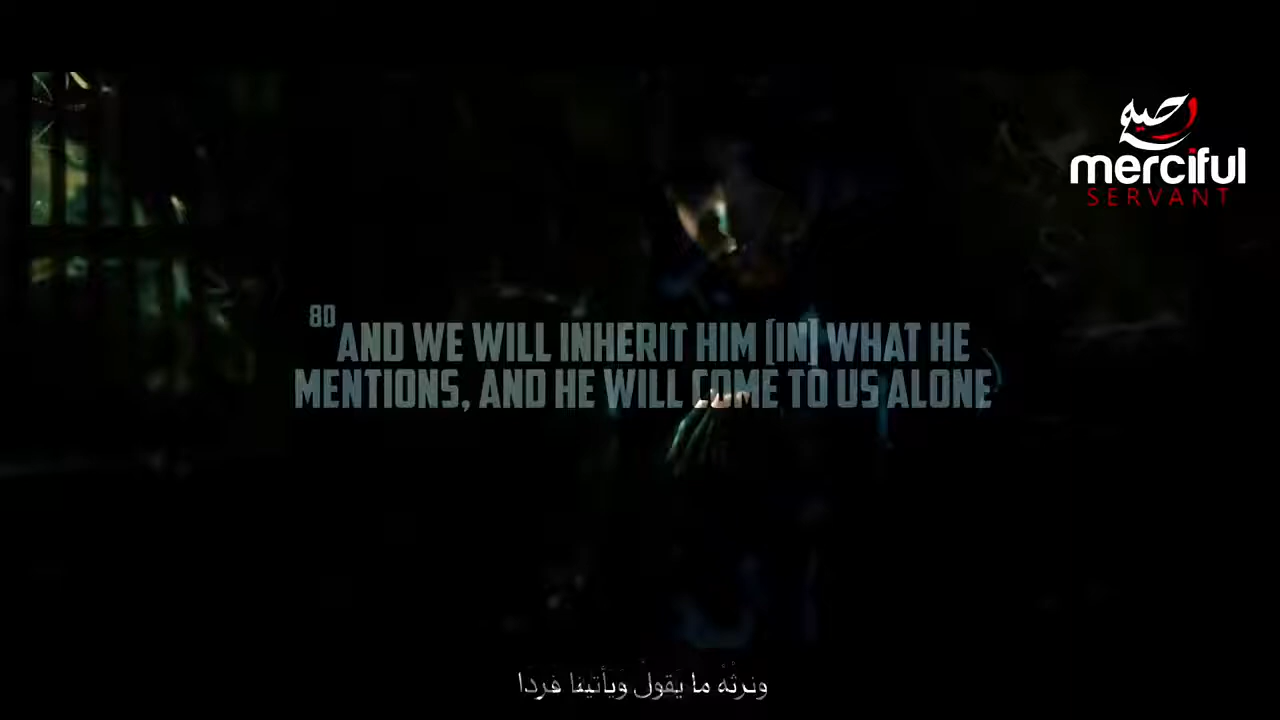 رحيم
merciful
SERVANT
80 AND WE WILL INHERIT HIM [IN] WHAT HE
MENTIONS, AND HE WILL COME TO US ALONE
ونرثه ما يقول ويأتينا فردا